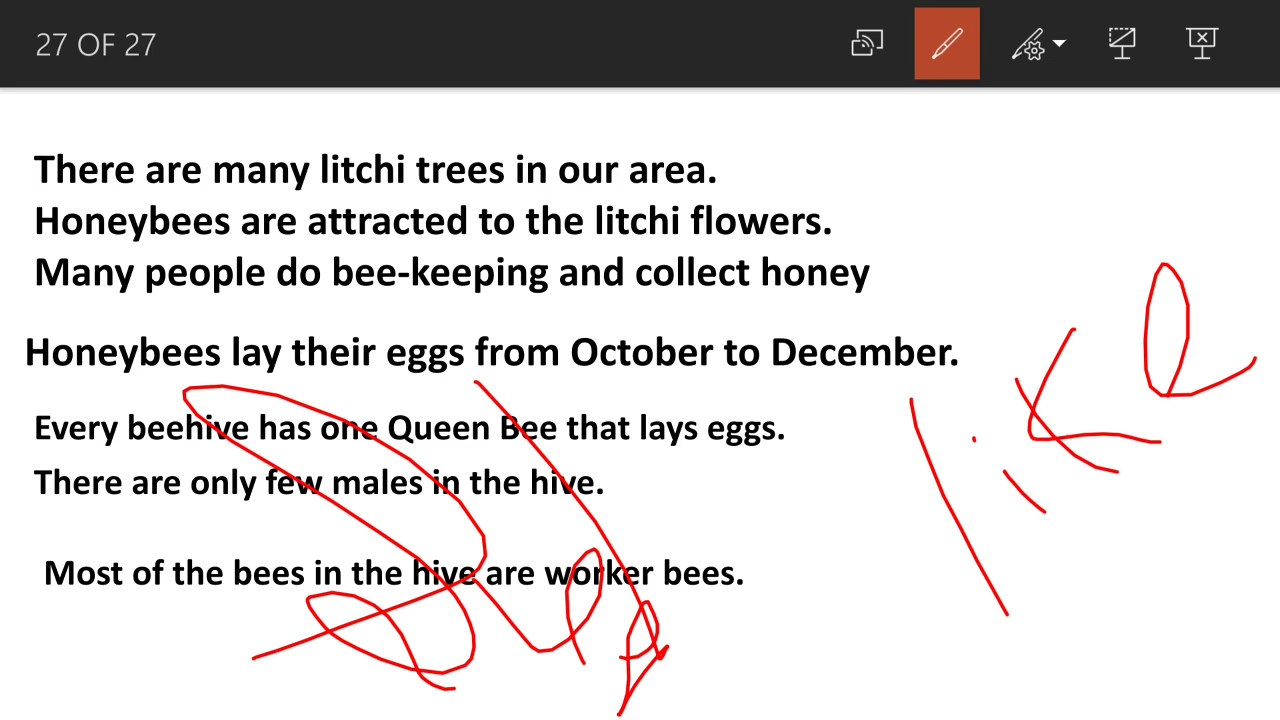 27 OF 27
There are many litchi trees in our area.
Honeybees are attracted to the litchi flowers.
Many people do bee-keeping and collect honey
Honeybees lay their eggs from October to December.
Every beehive has one Queen Bee that lays eggs.
There are only few males in the hive.
Most of the bees in the hive are worker bees.
like